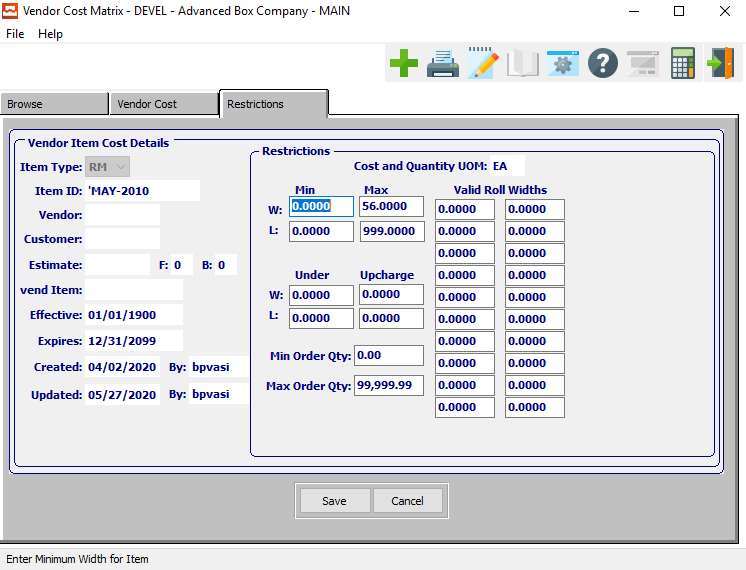 Vendor Cost Matrix - DEVEL - Advanced Box Company - MAIN
File Help
Browse Vendor Cost Restrictions
Vendor Item Cost Details
Item Type: RM
Item ID: 'MAY-2010
Vendor:
Customer:
Estimate: F: 0 B: 0
vend Item:
Effective: 01/01/1900
Expires: 12/31/2099
Created: 04/02/2020 By: bpvasi
Updated: 05/27/2020 By: bpvasi
Restrictions
Cost and Quantity UOM: EA
Min Max
W: 0.0000 56.0000
L: 0.0000 999.0000
Under Upcharge
W: 0.0000 0.0000
L: 0.0000 0.0000
Min Order Qty: 0.00
Max Order Qty: 99,999.99
Valid Roll Widths
0.0000 0.0000
0.0000 0.0000
0.0000 0.0000
0.0000 0.0000
0.0000 0.0000
0.0000 0.0000
0.0000 0.0000
0.0000 0.0000
0.0000 0.0000
0.0000 0.0000
Save Cancel
Enter Minimum Width for Item